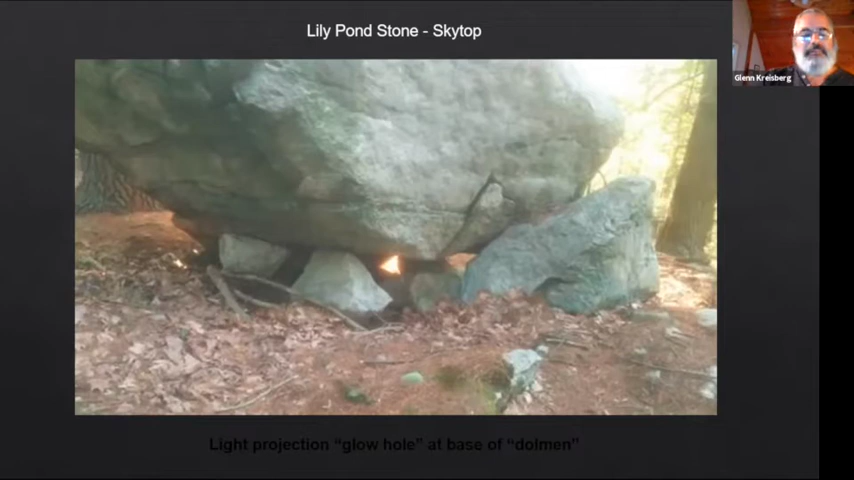 Lily Pond Stone - Skytop
Glenn Kreisberg
Light projection “glow hole” at base of “dolmen”